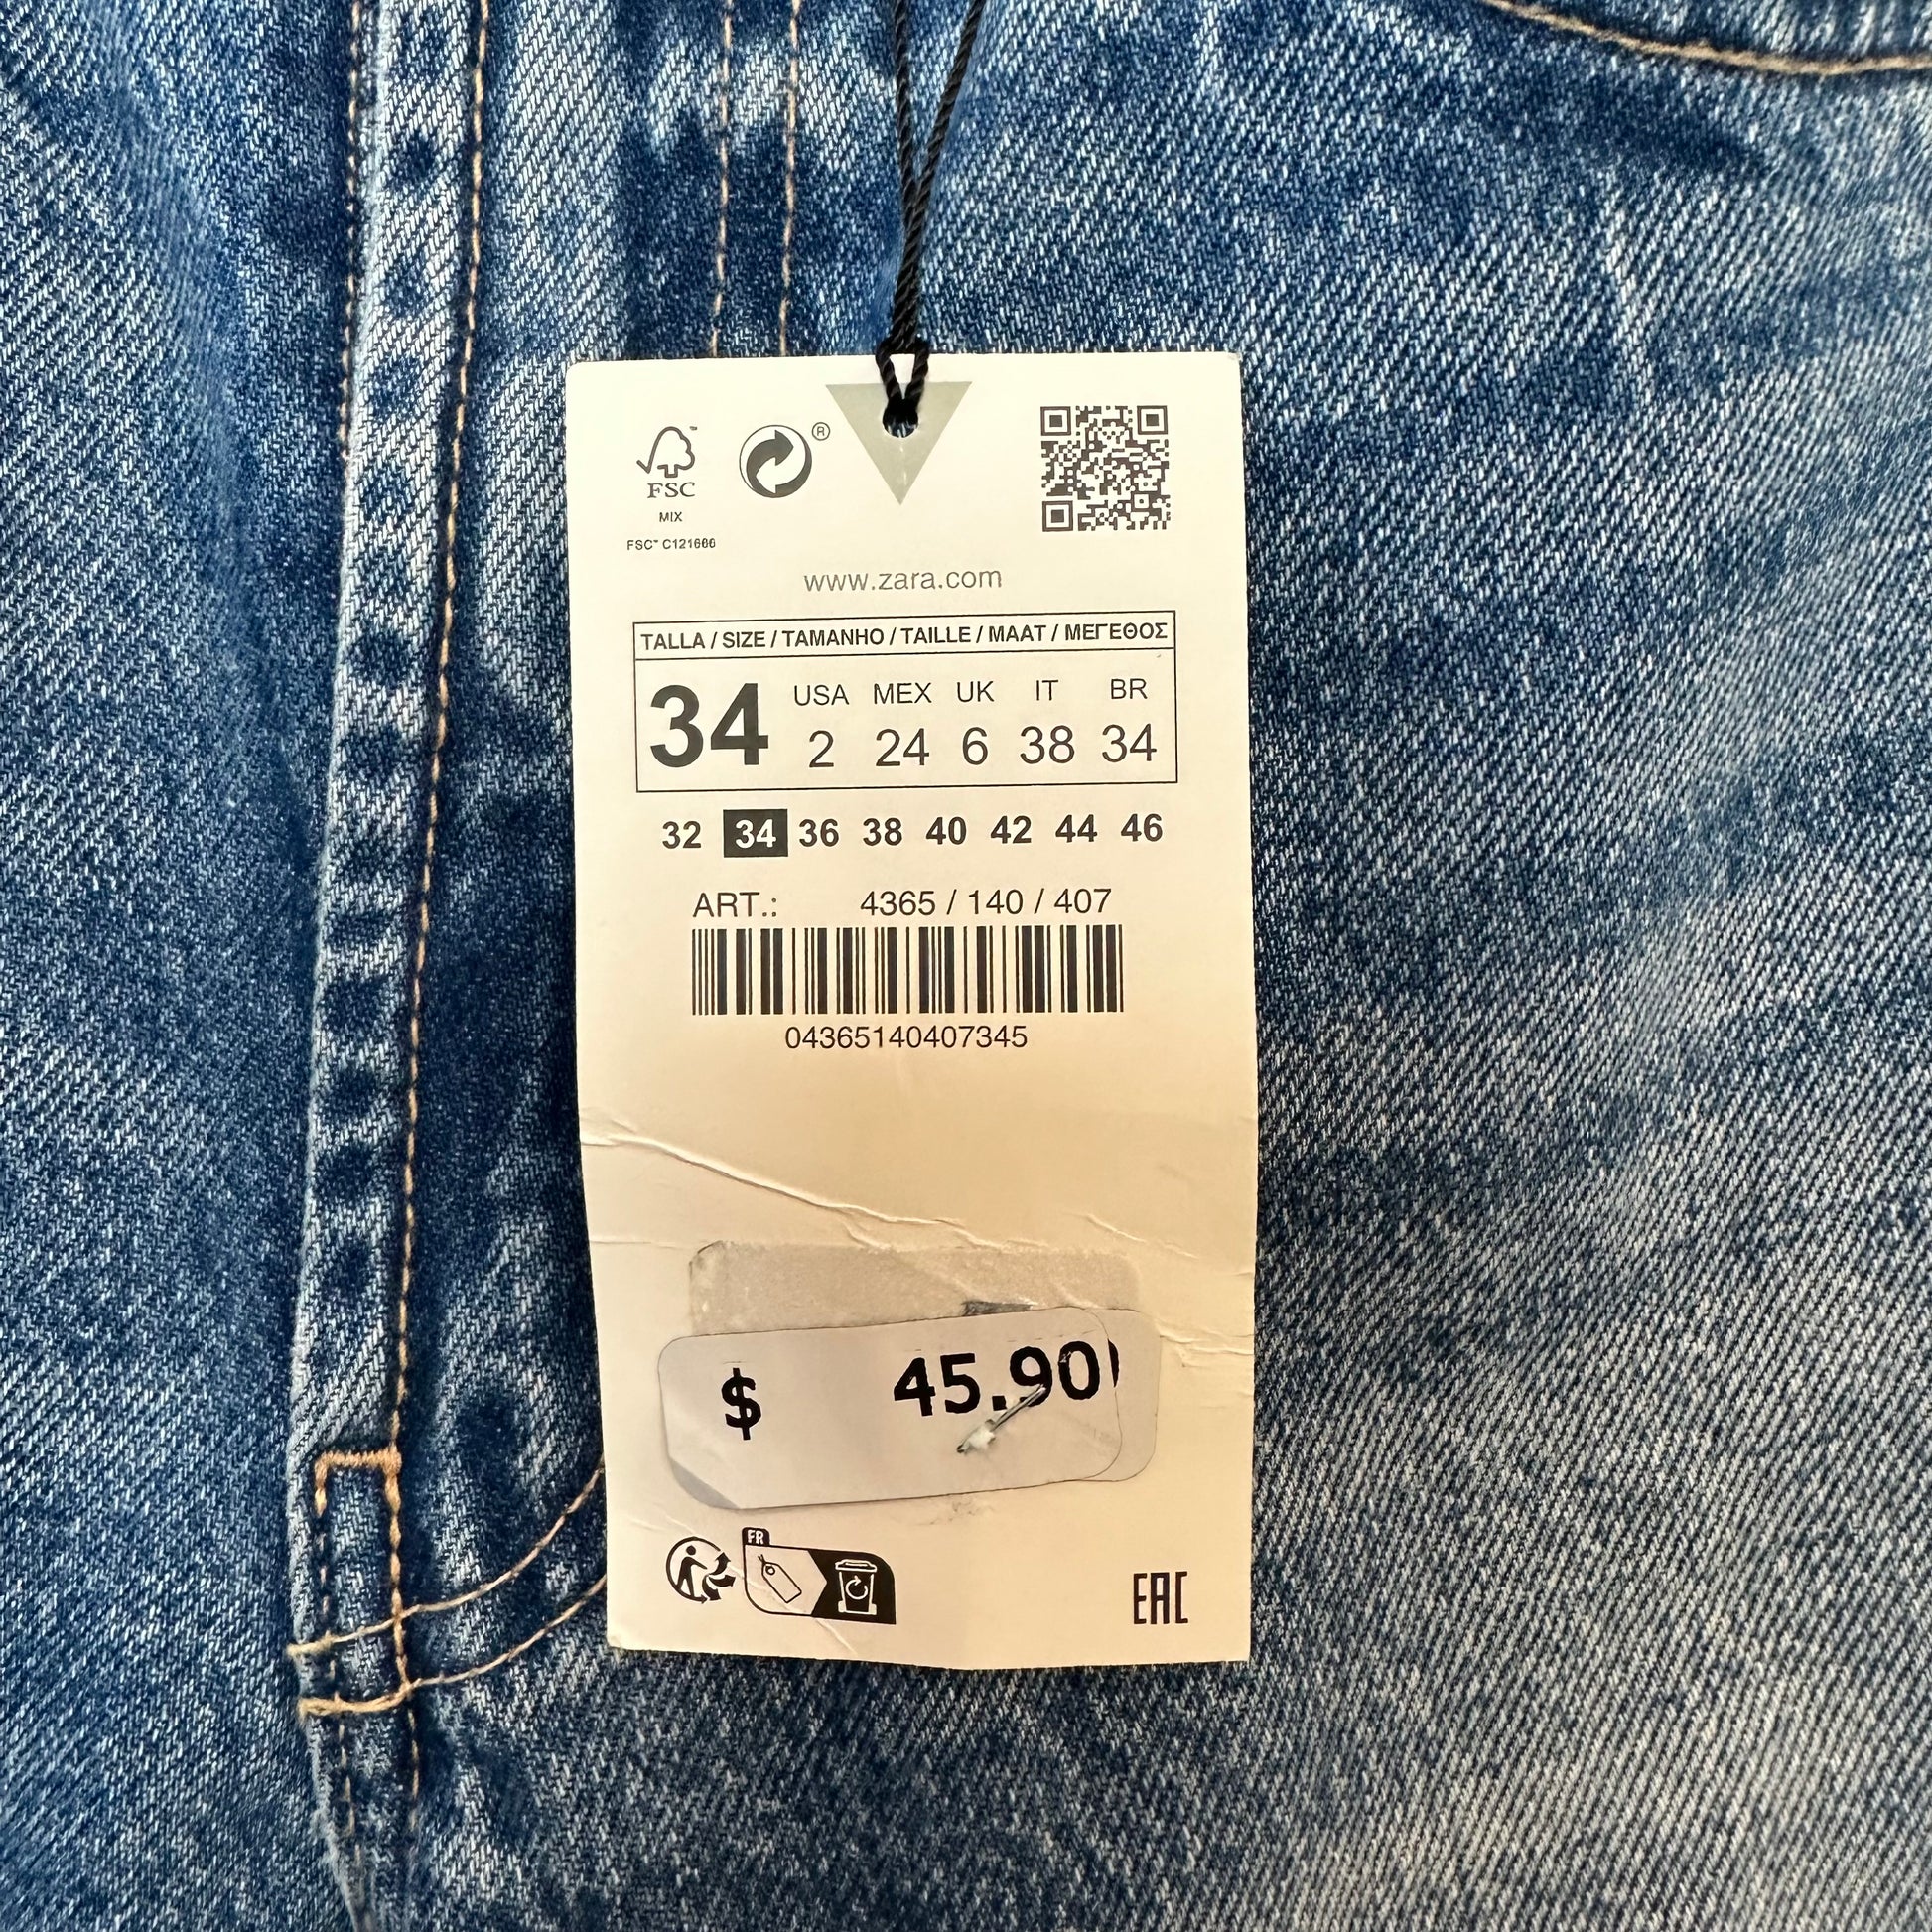 FSC™ ®
MIX
FSC™ C121666
www.zara.com
TALLA / SIZE / TAMANHO / TAILLE / MAAT / ΜΕΓΕΘΟΣ
34
USA MEX UK IT BR
2 24 6 38 34
32 34 36 38 40 42 44 46
ART.: 4365 / 140 / 407
04365140407345
$ 45.90
FR
EAC